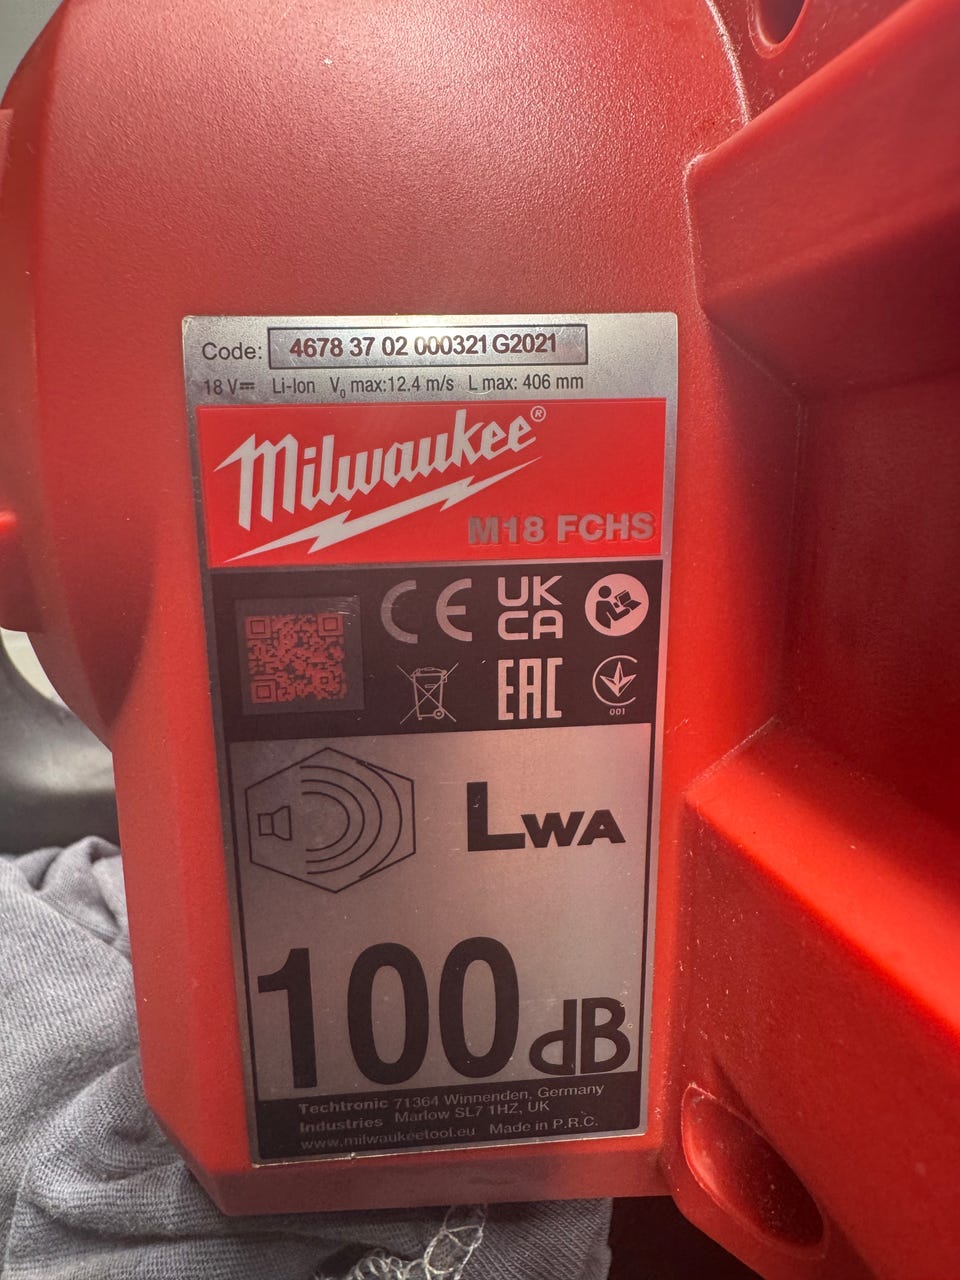 Code: 4678 37 02 000321 G2021
18 V⎓ Li-Ion V₀ max:12.4 m/s L max: 406 mm
Milwaukee®
M18 FCHS
CE UK CA
EAC
001
LWA
100 dB
Techtronic 71364 Winnenden, Germany
Industries Marlow SL7 1HZ, UK
www.milwaukeetool.eu Made in P.R.C.